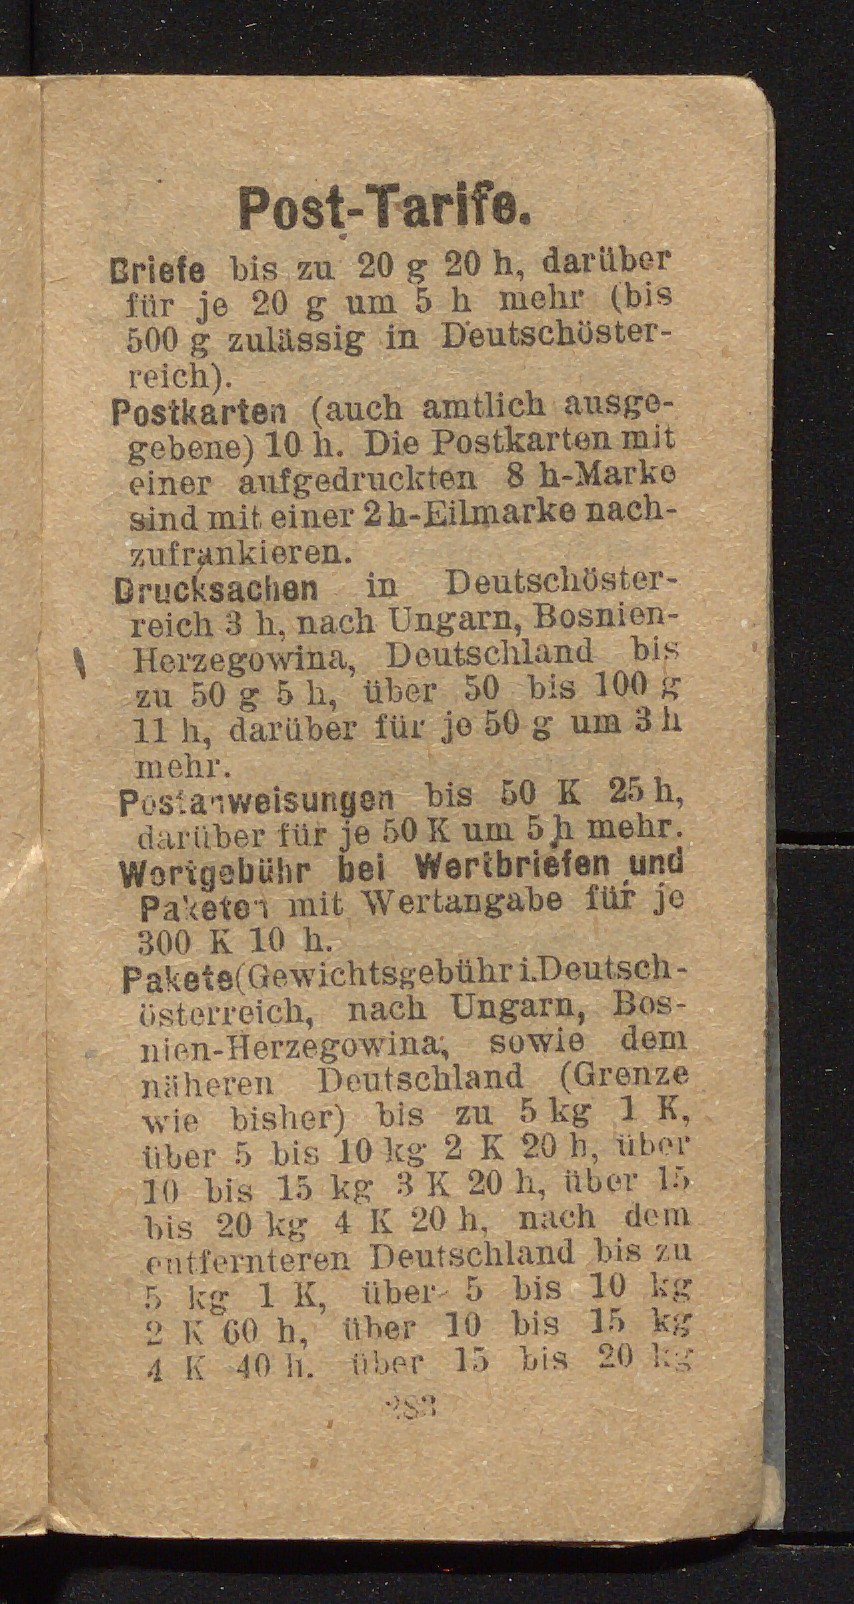 Post-Tarife.
Briefe bis zu 20 g 20 h, darüber
für je 20 g um 5 h mehr (bis
500 g zulässig in Deutschöster-
reich).
Postkarten (auch amtlich ausge-
gebene) 10 h. Die Postkarten mit
einer aufgedruckten 8 h-Marke
sind mit einer 2 h-Eilmarke nach-
zufrankieren.
Drucksachen in Deutschöster-
reich 3 h, nach Ungarn, Bosnien-
Herzegowina, Deutschland bis
zu 50 g 5 h, über 50 bis 100 g
11 h, darüber für je 50 g um 3 h
mehr.
Postanweisungen bis 50 K 25 h,
darüber für je 50 K um 5 h mehr.
Wortgebühr bei Wertbriefen und
Paketen mit Wertangabe für je
300 K 10 h.
Pakete (Gewichtsgebühr i. Deutsch-
österreich, nach Ungarn, Bos-
nien-Herzegowina, sowie dem
näheren Deutschland (Grenze
wie bisher) bis zu 5 kg 1 K,
über 5 bis 10 kg 2 K 20 h, über
10 bis 15 kg 3 K 20 h, über 15
bis 20 kg 4 K 20 h, nach dem
entfernteren Deutschland bis zu
5 kg 1 K, über 5 bis 10 kg
2 K 60 h, über 10 bis 15 kg
4 K 40 h. über 15 bis 20 kg
283